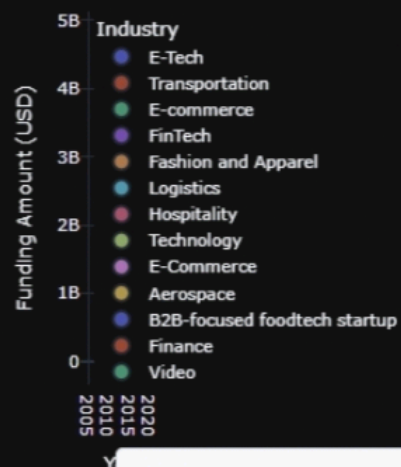 5B
Industry
E-Tech
4B
Transportation
E-commerce
FinTech
3B
Fashion and Apparel
Logistics
Hospitality
2B
Technology
E-Commerce
1B
Aerospace
B2B-focused foodtech startup
Finance
0
Video
Funding Amount (USD)
2005
2010
2015
2020
Y